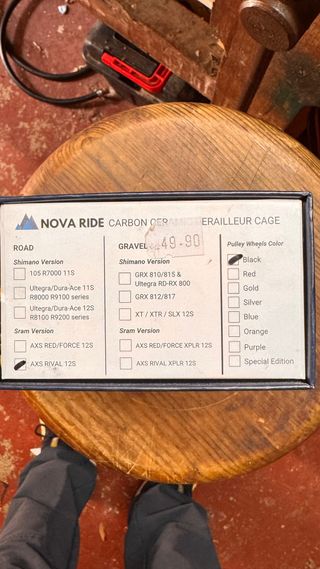 NOVA RIDE CARBON CERAMIC DERAILLEUR CAGE
49.90
ROAD
Shimano Version
105 R7000 11S
Ultegra/Dura-Ace 11S
R8000 R9100 series
Ultegra/Dura-Ace 12S
R8100 R9200 series
Sram Version
AXS RED/FORCE 12S
AXS RIVAL 12S
GRAVEL
Shimano Version
GRX 810/815 &
Ultegra RD-RX 800
GRX 812/817
XT / XTR / SLX 12S
Sram Version
AXS RED/FORCE XPLR 12S
AXS RIVAL XPLR 12S
Pulley Wheels Color
Black
Red
Gold
Silver
Blue
Orange
Purple
Special Edition